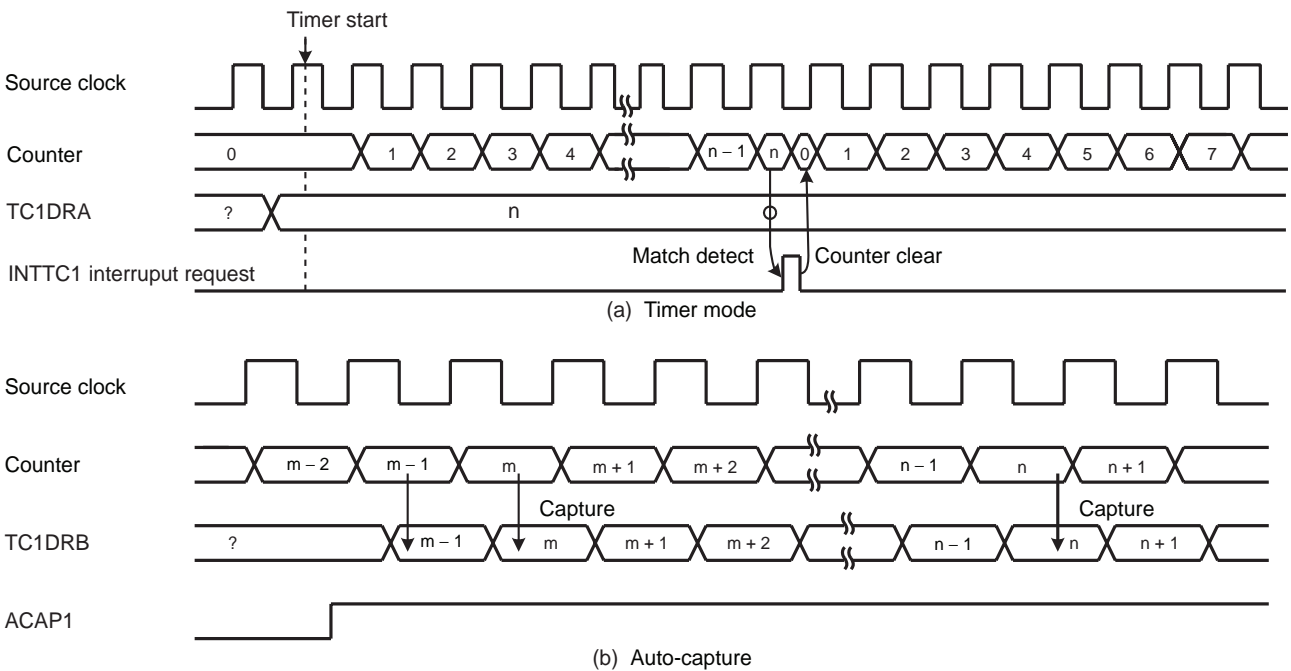 Timer start
Source clock
Counter
0 1 2 3 4 n – 1 n 0 1 2 3 4 5 6 7
TC1DRA
? n
Match detect Counter clear
INTTC1 interruput request
(a) Timer mode
Source clock
Counter
m – 2 m – 1 m m + 1 m + 2 n – 1 n n + 1
Capture Capture
TC1DRB
? m – 1 m m + 1 m + 2 n – 1 n n + 1
ACAP1
(b) Auto-capture